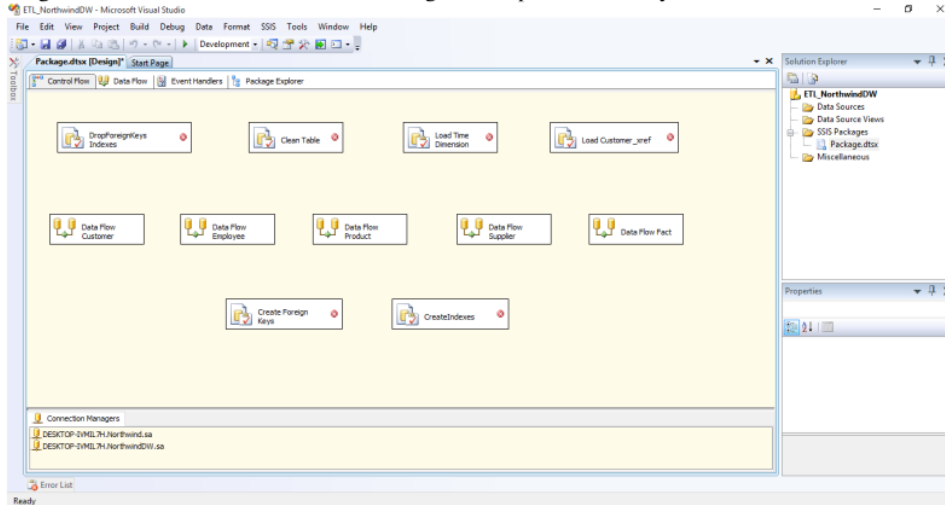 ETL_NorthwindDW - Microsoft Visual Studio
File Edit View Project Build Debug Data Format SSIS Tools Window Help
Development
Toolbox
Package.dtsx [Design]* Start Page
Solution Explorer
Control Flow Data Flow Event Handlers Package Explorer
ETL_NorthwindDW
Data Sources
Data Source Views
SSIS Packages
Package.dtsx
Miscellaneous
DropForeignKeys
Indexes
Clean Table
Load Time
Dimension
Load Customer_xref
Data Flow
Customer
Data Flow
Employee
Data Flow
Product
Data Flow
Supplier
Data Flow Fact
Create Foreign
Keys
CreateIndexes
Properties
Connection Managers
DESKTOP-IVMIL7H.Northwind.sa
DESKTOP-IVMIL7H.NorthwindDW.sa
Error List
Ready